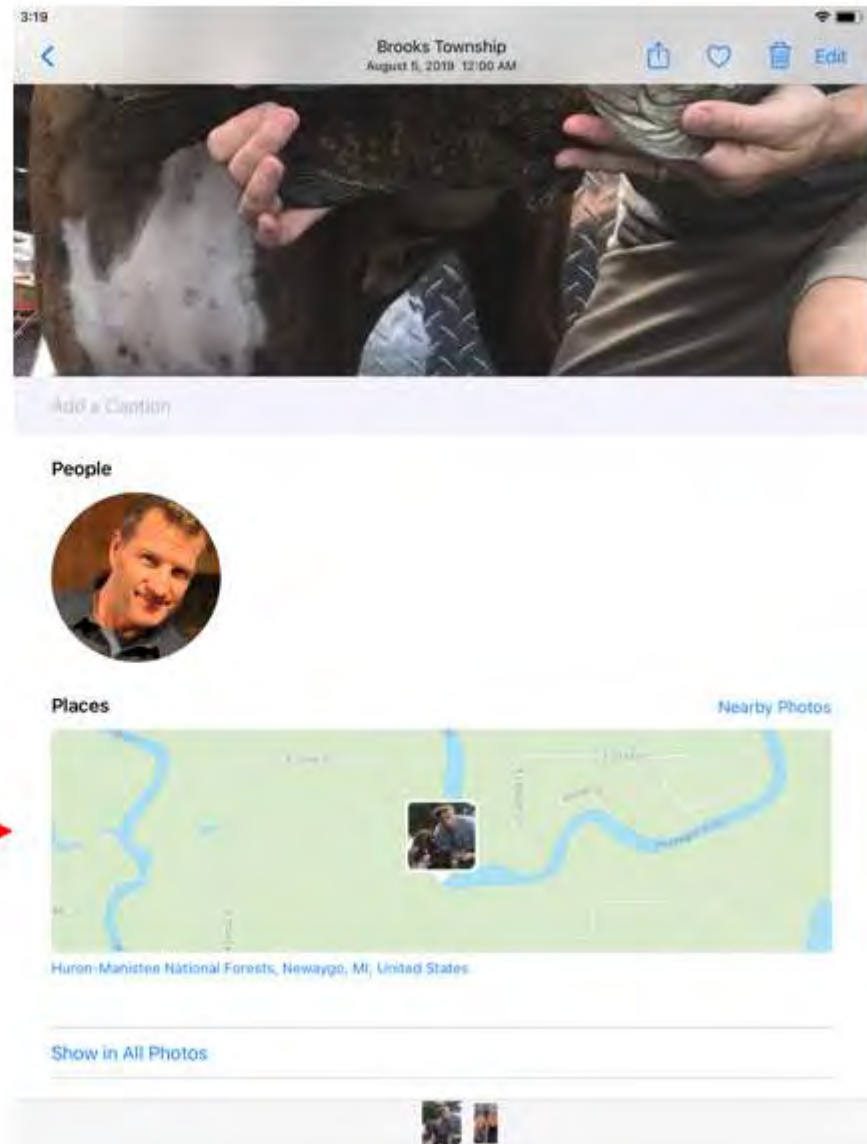 3:19
Brooks Township
August 5, 2019 12:00 AM
Edit
Add a Caption
People
Places
Nearby Photos
Huron-Manistee National Forests, Newaygo, MI, United States
Show in All Photos